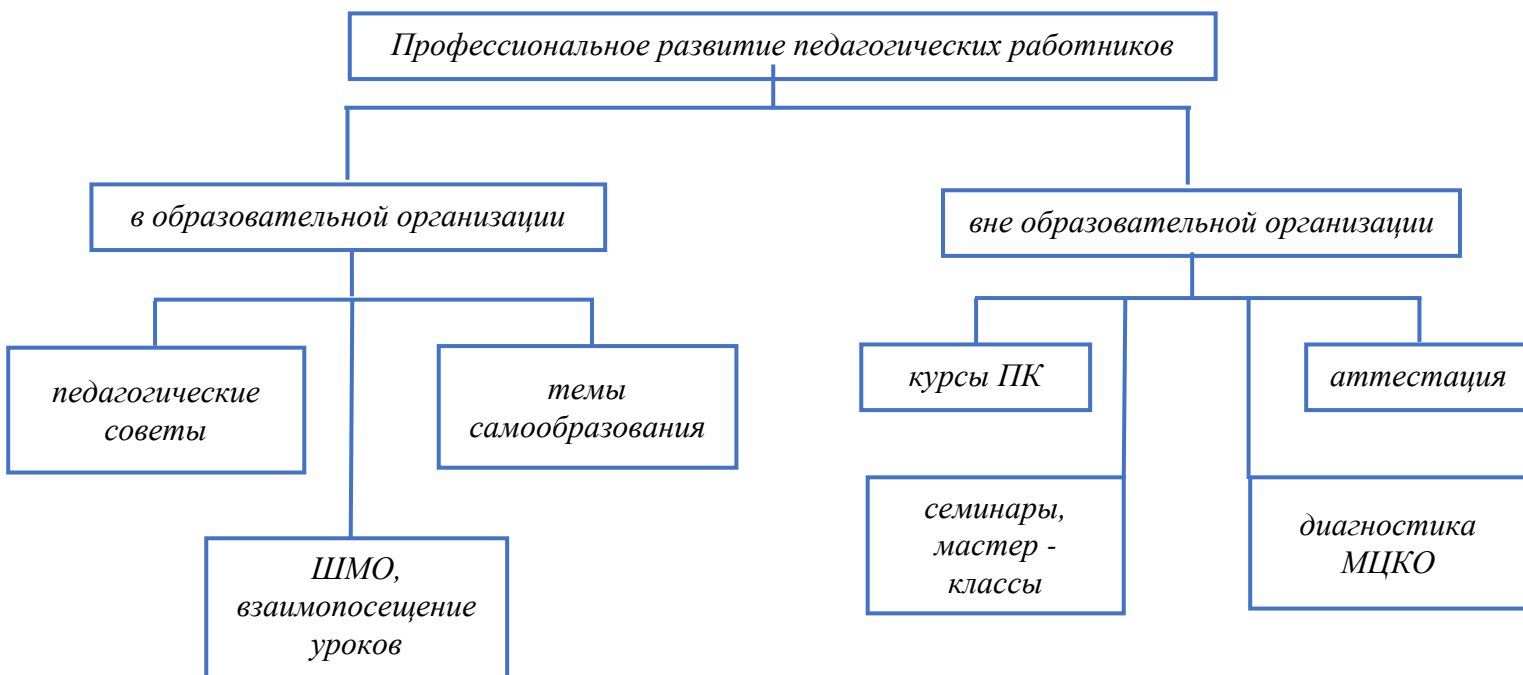 Профессиональное развитие педагогических работников
в образовательной организации
вне образовательной организации
педагогические
советы
темы
самообразования
ШМО,
взаимопосещение
уроков
курсы ПК
аттестация
семинары,
мастер -
классы
диагностика
МЦКО